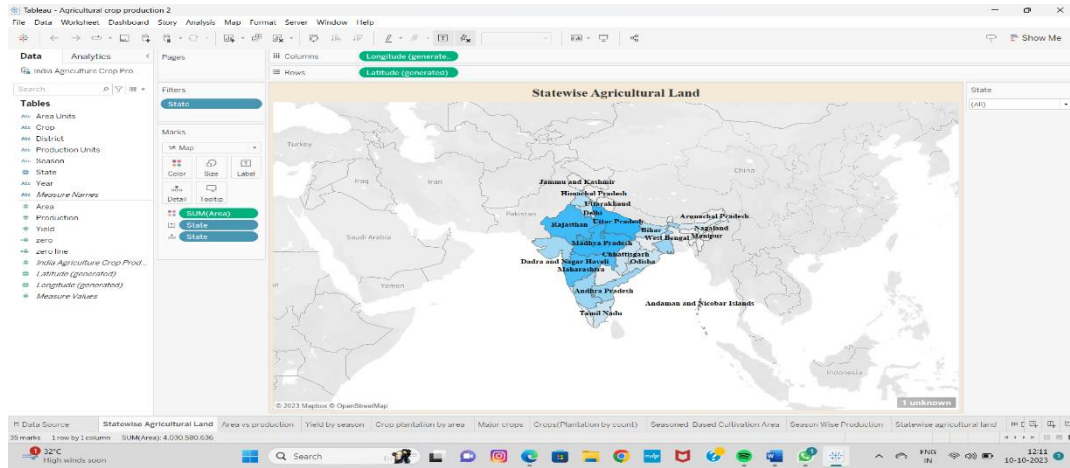 Tableau - Agricultural crop production 2
File Data Worksheet Dashboard Story Analysis Map Format Server Window Help
Show Me
Data Analytics
Pages
Columns Longitude (generate..
Rows Latitude (generated)
India Agriculture Crop Pro
Search
Tables
Abc Area Units
Abc Crop
Abc District
Abc Production Units
Abc Season
State
Abc Year
Abc Measure Names
Area
Production
Yield
zero
zero line
India Agriculture Crop Prod...
Latitude (generated)
Longitude (generated)
Measure Values
Filters
State
Marks
Map
Color Size Label
Detail Tooltip
SUM(Area)
State
State
Statewise Agricultural Land
Turkey
China
Iraq
Iran
Pakistan
Saudi Arabia
Yemen
Indonesia
Jammu and Kashmir
Himachal Pradesh
Uttarakhand
Delhi
Arunachal Pradesh
Rajasthan Uttar Pradesh
Bihar
Nagaland
West Bengal Manipur
Madhya Pradesh
Chhattisgarh
Dadra and Nagar Haveli Odisha
Maharashtra
Andhra Pradesh
Andaman and Nicobar Islands
Tamil Nadu
© 2023 Mapbox © OpenStreetMap
1 unknown
State
(All)
Data Source Statewise Agricultural Land Area vs production Yield by season Crop plantation by area Major crops Crops(Plantation by count) Seasoned Based Cultivation Area Season Wise Production Statewise agricultural land
35 marks 1 row by 1 column SUM(Area): 4,030,580,636
32°C
High winds soon
Search
ENG
IN
12:11
10-10-2023